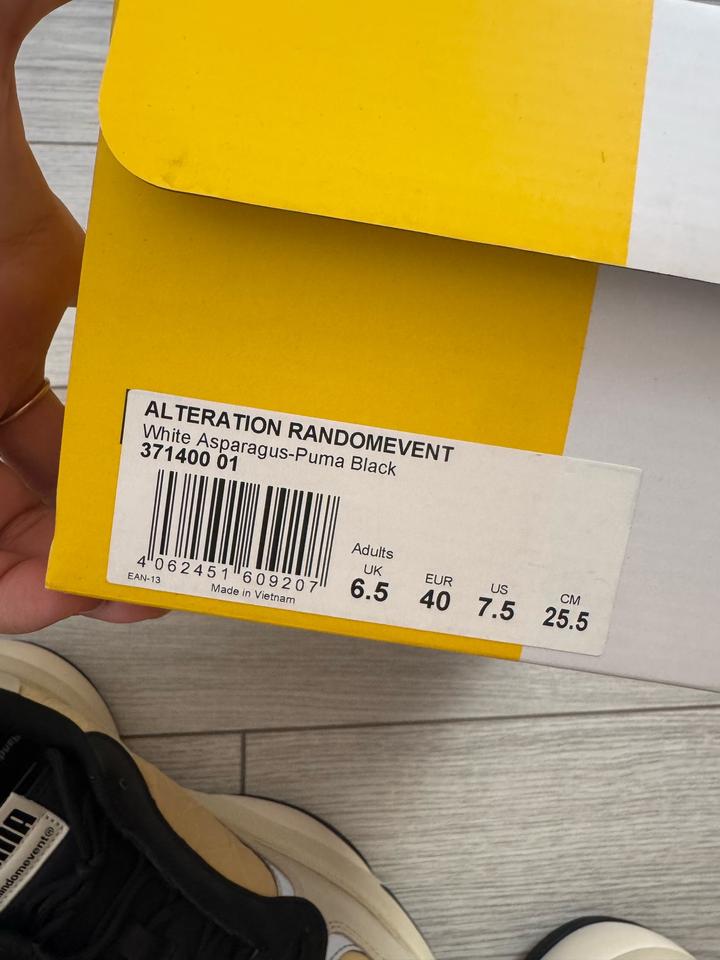 ALTERATION RANDOMEVENT
White Asparagus-Puma Black
371400 01
4 062451 609207
EAN-13
Made in Vietnam
Adults
UK EUR US CM
6.5 40 7.5 25.5
randomevent®